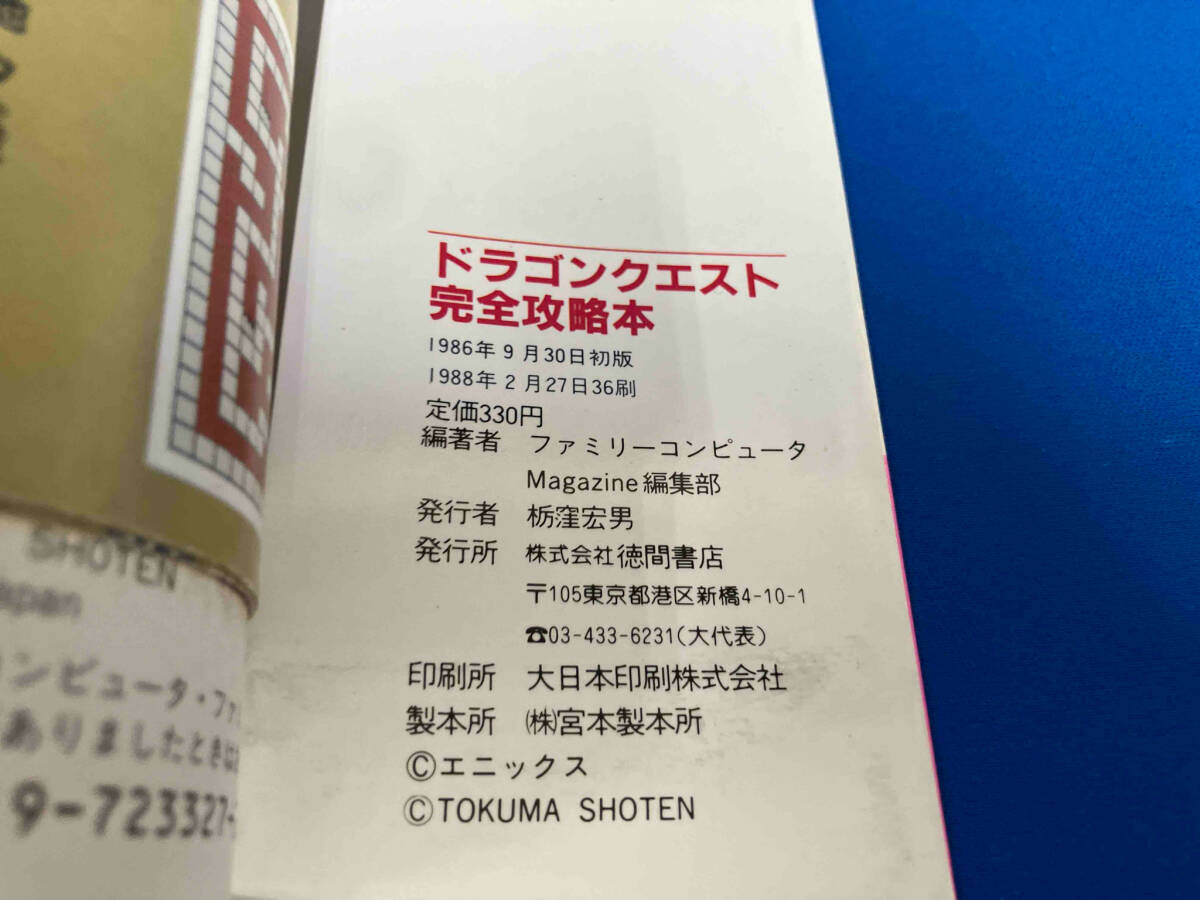 ドラゴンクエスト
完全攻略本
1986年9月30日初版
1988年2月27日36刷
定価330円
編著者 ファミリーコンピュータ
Magazine編集部
発行者 栃窪宏男
発行所 株式会社徳間書店
〒105東京都港区新橋4-10-1
☎03-433-6231(大代表)
印刷所 大日本印刷株式会社
製本所 ㈱宮本製本所
©エニックス
©TOKUMA SHOTEN
SHOTEN
apan
コンピュータ・ファ
ありましたときは
9-723327-